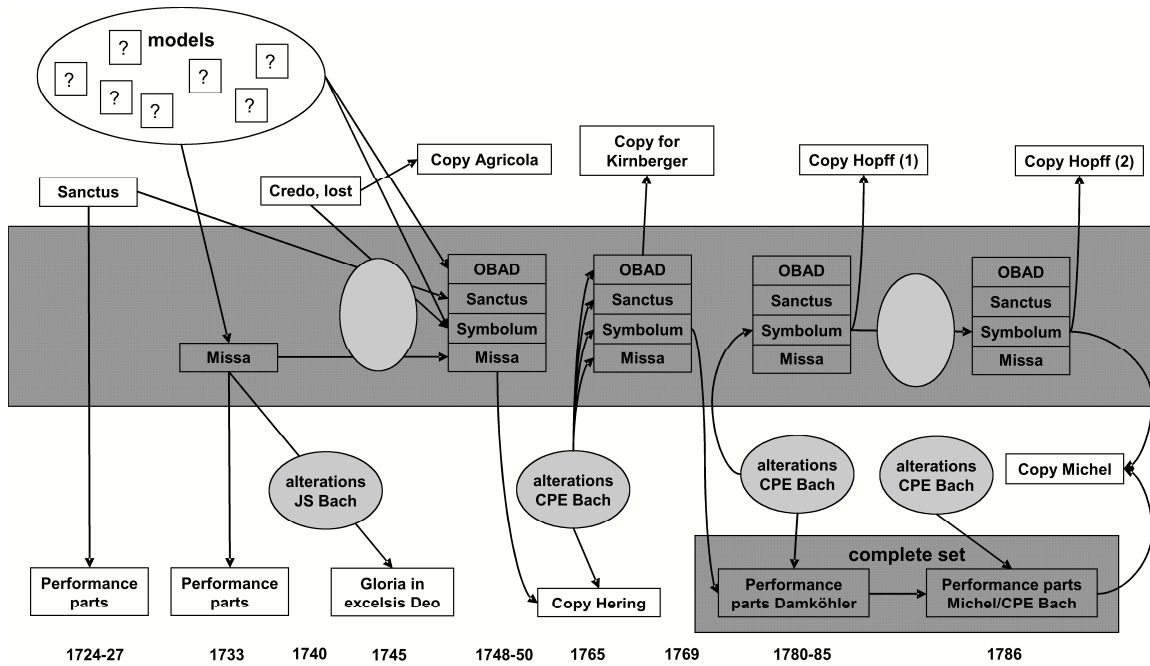 models
?
?
?
?
?
?
?
Copy for
Kirnberger
Copy Agricola
Copy Hopff (1)
Copy Hopff (2)
Sanctus
Credo, lost
OBAD
Sanctus
Symbolum
Missa
OBAD
Sanctus
Symbolum
Missa
OBAD
Sanctus
Symbolum
Missa
OBAD
Sanctus
Symbolum
Missa
Missa
alterations
JS Bach
alterations
CPE Bach
alterations
CPE Bach
alterations
CPE Bach
Copy Michel
complete set
Performance
parts
Performance
parts
Gloria in
excelsis Deo
Copy Hering
Performance
parts Damköhler
Performance parts
Michel/CPE Bach
1724-27
1733
1740
1745
1748-50
1765
1769
1780-85
1786